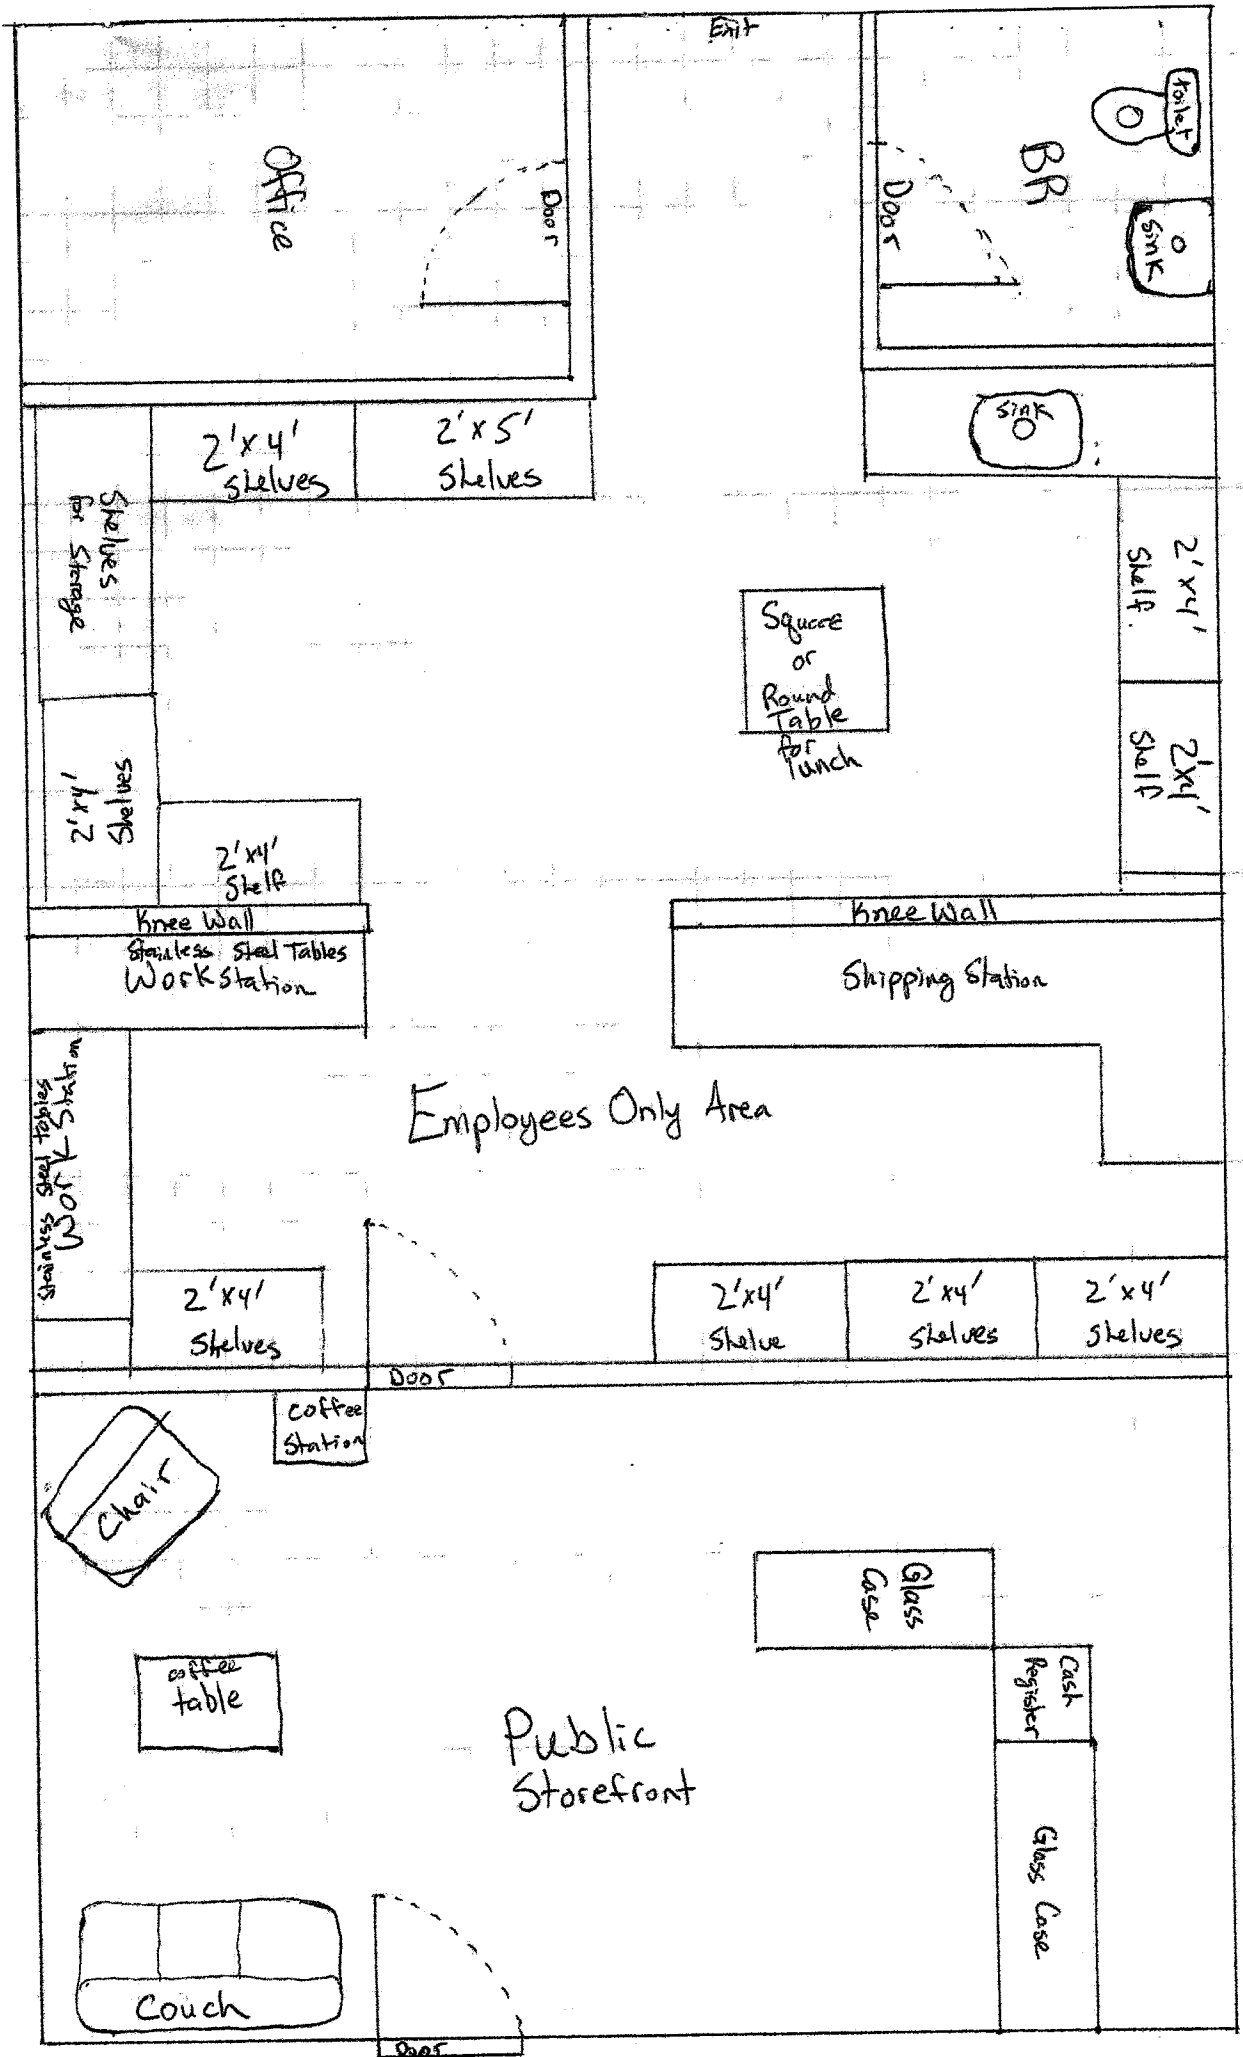 Exit
toilet
BR
Office
Door
Door
Sink
Sink
2'x4'
Shelves
2'x5'
Shelves
Shelves
for Storage
2'x4'
Shelf.
Square
or
Round
Table
for
lunch
2'x4'
Shelf
2'x4'
Shelves
2'x4'
Shelf
Knee Wall
Knee Wall
Stainless Steel Tables
Workstation
Shipping Station
Work Station
Stainless Steel tables
Employees Only Area
2'x4'
Shelves
2'x4'
Shelve
2'x4'
Shelves
2'x4'
Shelves
Door
coffee
Station
Chair
Glass
Case
Cash
Register
coffee
table
Public
Storefront
Glass Case
Couch
Door